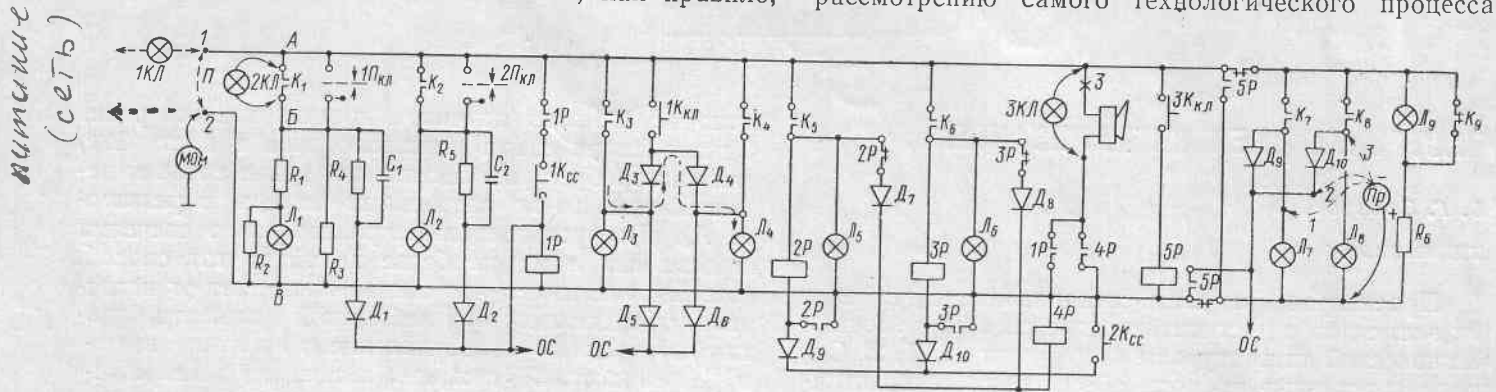 правило, рассмотрению самого технологического процесса
питание
(сеть)
1 А
1КЛ П 2КЛ К1 1Пкл К2 2Пкл 1Р К3 1Ккл К4 К5 К6 3КЛ 3 3Ккл 5Р К7 К8 Л9 К9
2 Б
МОМ R1 R4 C1 R5 C2 1Ксс Д3 Д4 2Р Д7 3Р Д8 Д9 Д10 3 2 Пр
R2 Л1 R3 Л2 1Р Л3 Л4 2Р Л5 3Р Л6 1Р 4Р 5Р 5Р Л7 1 Л8 + R6
В
Д1 Д2 Д5 Д6 2Р 3Р 4Р 2Ксс
ОС ОС Д9 Д10 ОС